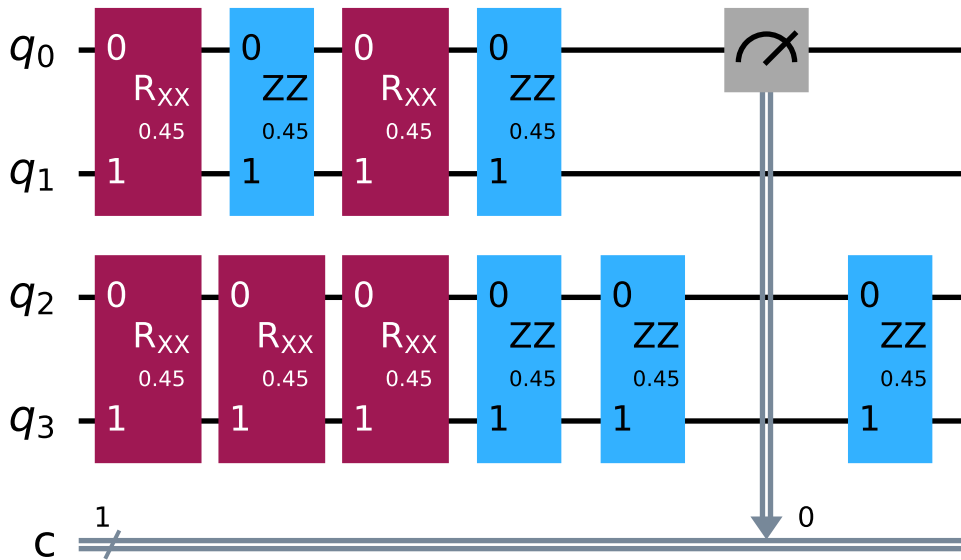 q0 0 0 0 0
RXX ZZ RXX ZZ
0.45 0.45 0.45 0.45
q1 1 1 1 1
q2 0 0 0 0 0 0
RXX RXX RXX ZZ ZZ ZZ
0.45 0.45 0.45 0.45 0.45 0.45
q3 1 1 1 1 1 1
1 0
c